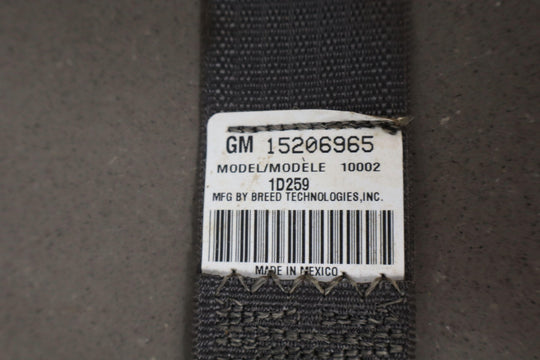 GM 15206965
MODEL/MODELE 10002
1D259
MFG BY BREED TECHNOLOGIES,INC.
MADE IN MEXICO